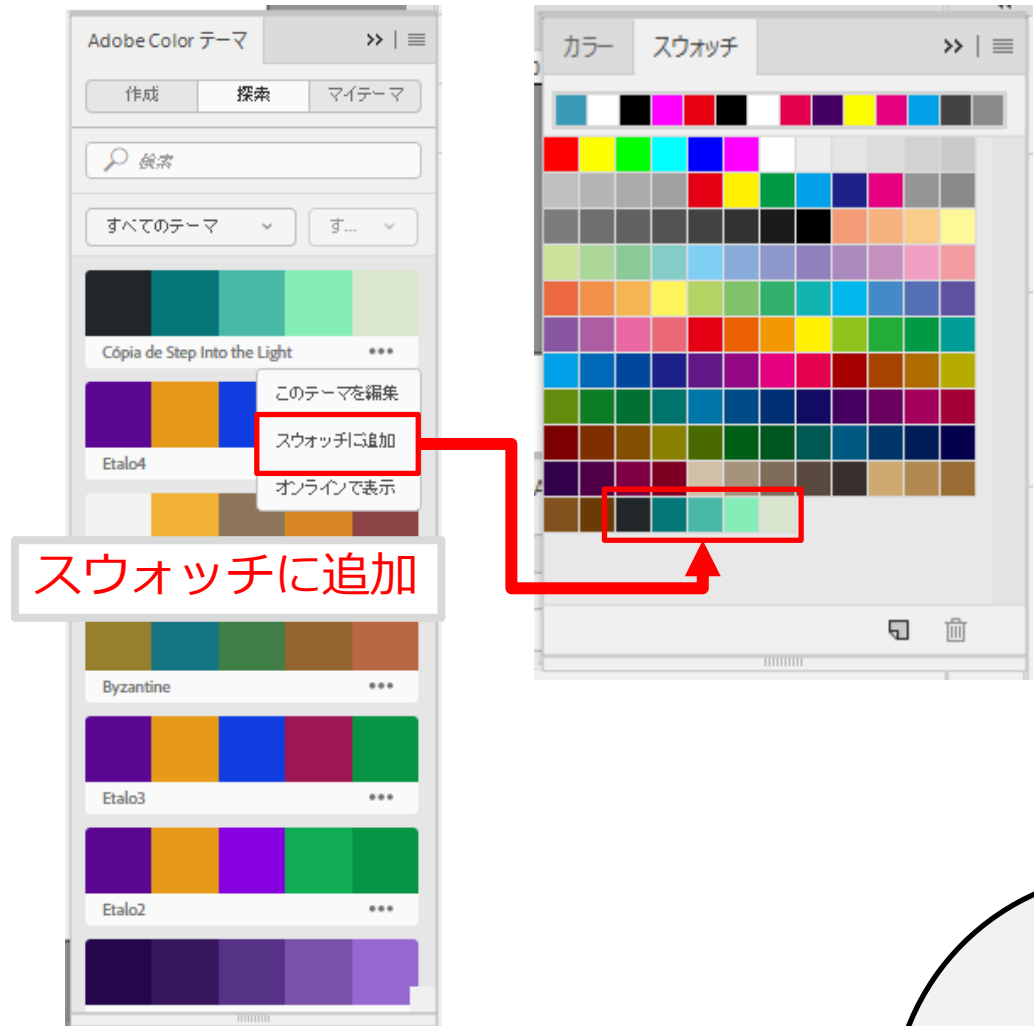 Adobe Color テーマ
作成 探索 マイテーマ
検索
すべてのテーマ す...
Cópia de Step Into the Light
このテーマを編集
スウォッチに追加
オンラインで表示
Etalo4
スウォッチに追加
Byzantine
Etalo3
Etalo2
カラー スウォッチ